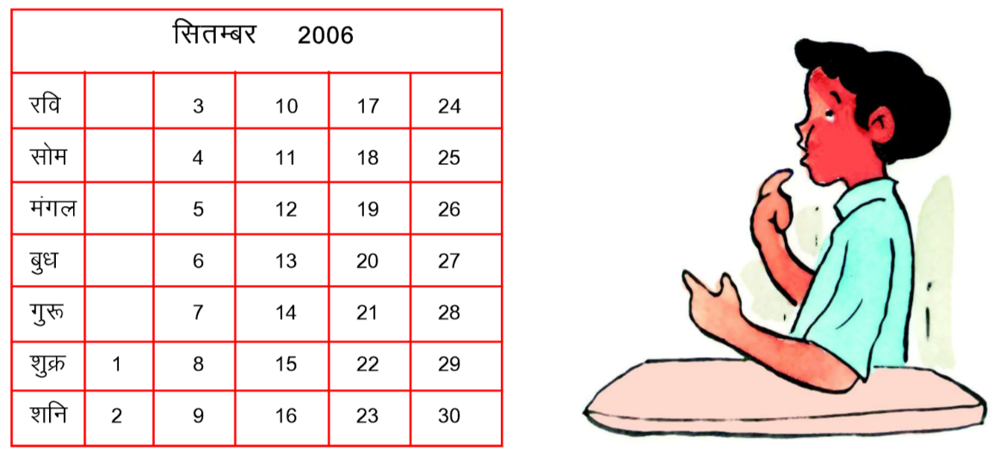 सितम्बर 2006
रवि 3 10 17 24
सोम 4 11 18 25
मंगल 5 12 19 26
बुध 6 13 20 27
गुरू 7 14 21 28
शुक्र 1 8 15 22 29
शनि 2 9 16 23 30